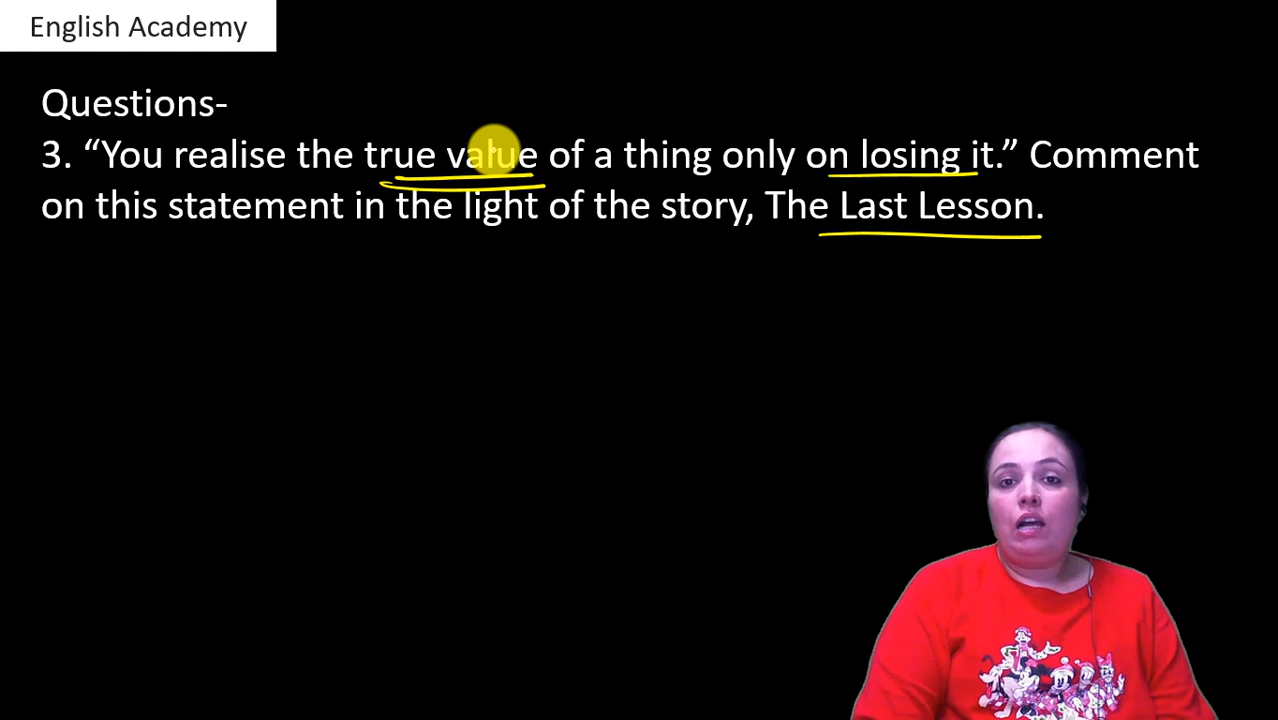 English Academy
Questions-
3. “You realise the true value of a thing only on losing it.” Comment
on this statement in the light of the story, The Last Lesson.